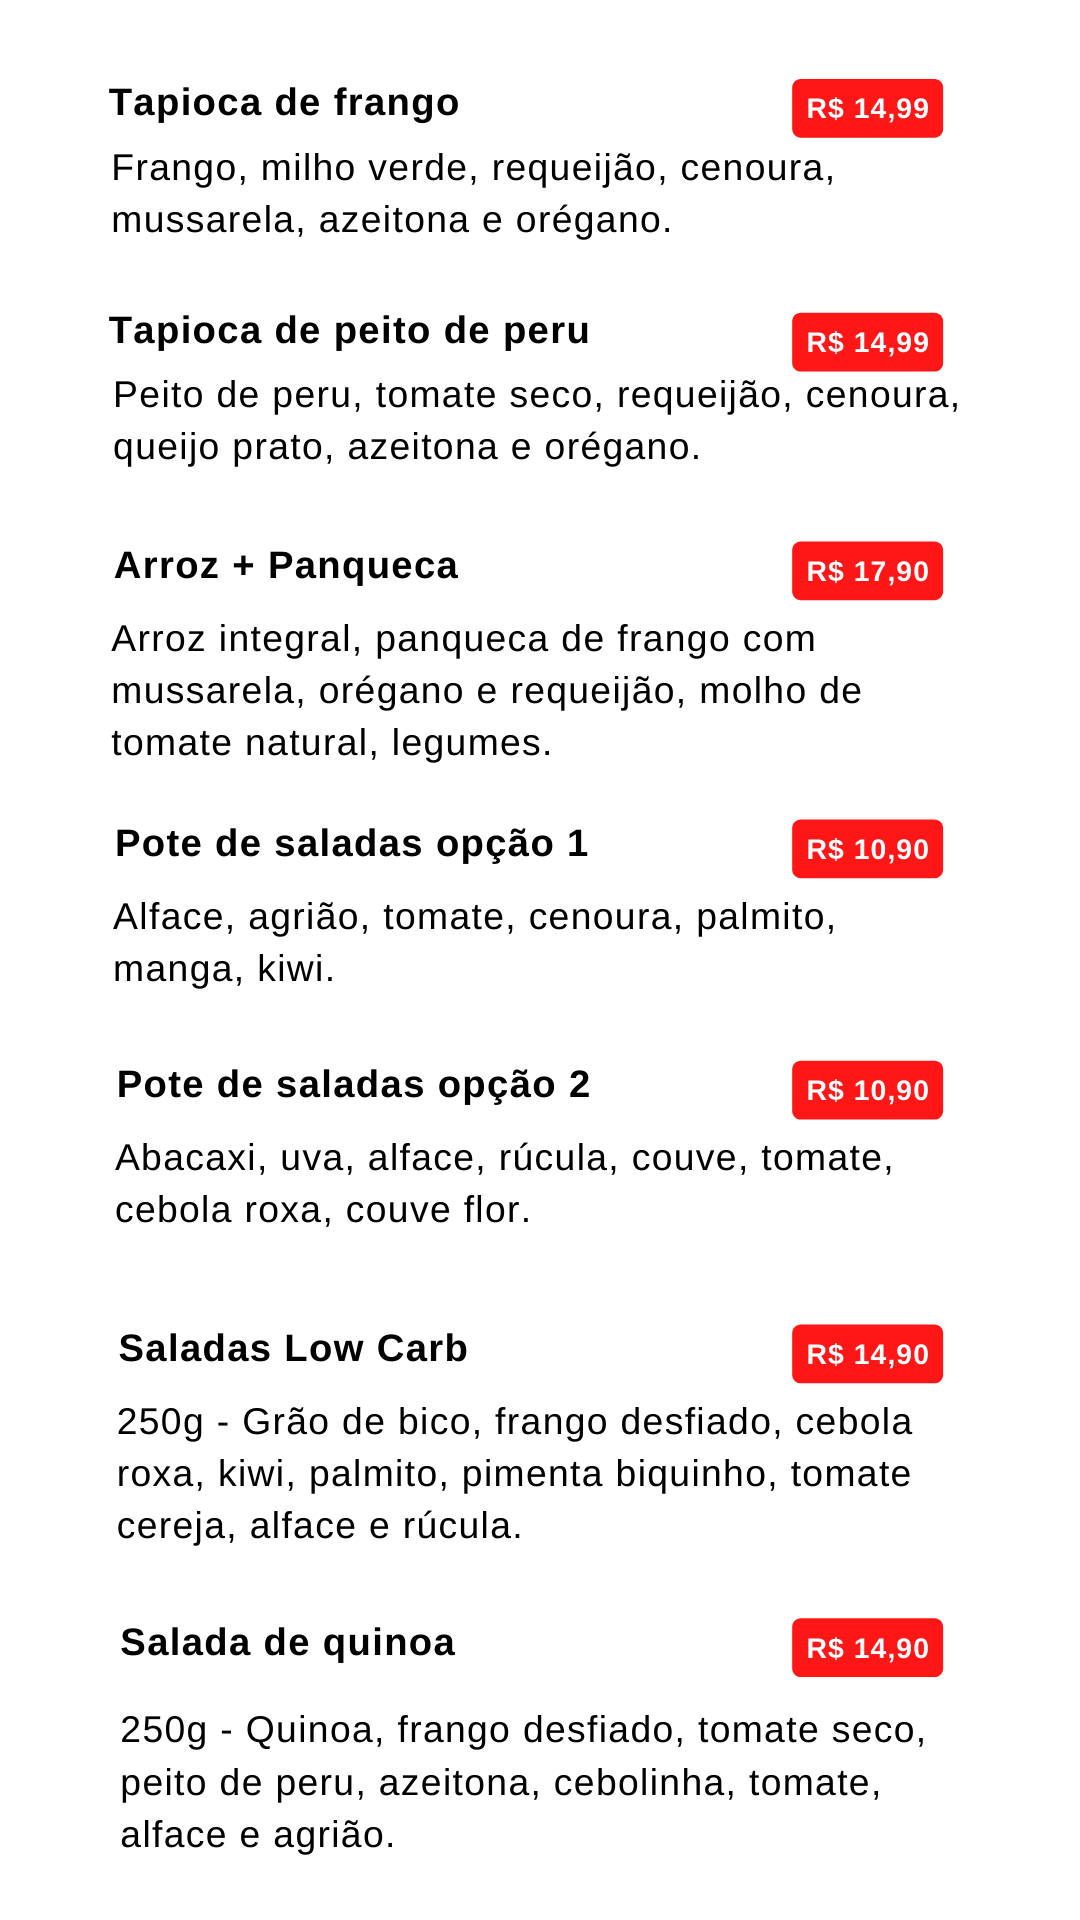 Tapioca de frango
R$ 14,99
Frango, milho verde, requeijão, cenoura,
mussarela, azeitona e orégano.
Tapioca de peito de peru
R$ 14,99
Peito de peru, tomate seco, requeijão, cenoura,
queijo prato, azeitona e orégano.
Arroz + Panqueca
R$ 17,90
Arroz integral, panqueca de frango com
mussarela, orégano e requeijão, molho de
tomate natural, legumes.
Pote de saladas opção 1
R$ 10,90
Alface, agrião, tomate, cenoura, palmito,
manga, kiwi.
Pote de saladas opção 2
R$ 10,90
Abacaxi, uva, alface, rúcula, couve, tomate,
cebola roxa, couve flor.
Saladas Low Carb
R$ 14,90
250g - Grão de bico, frango desfiado, cebola
roxa, kiwi, palmito, pimenta biquinho, tomate
cereja, alface e rúcula.
Salada de quinoa
R$ 14,90
250g - Quinoa, frango desfiado, tomate seco,
peito de peru, azeitona, cebolinha, tomate,
alface e agrião.